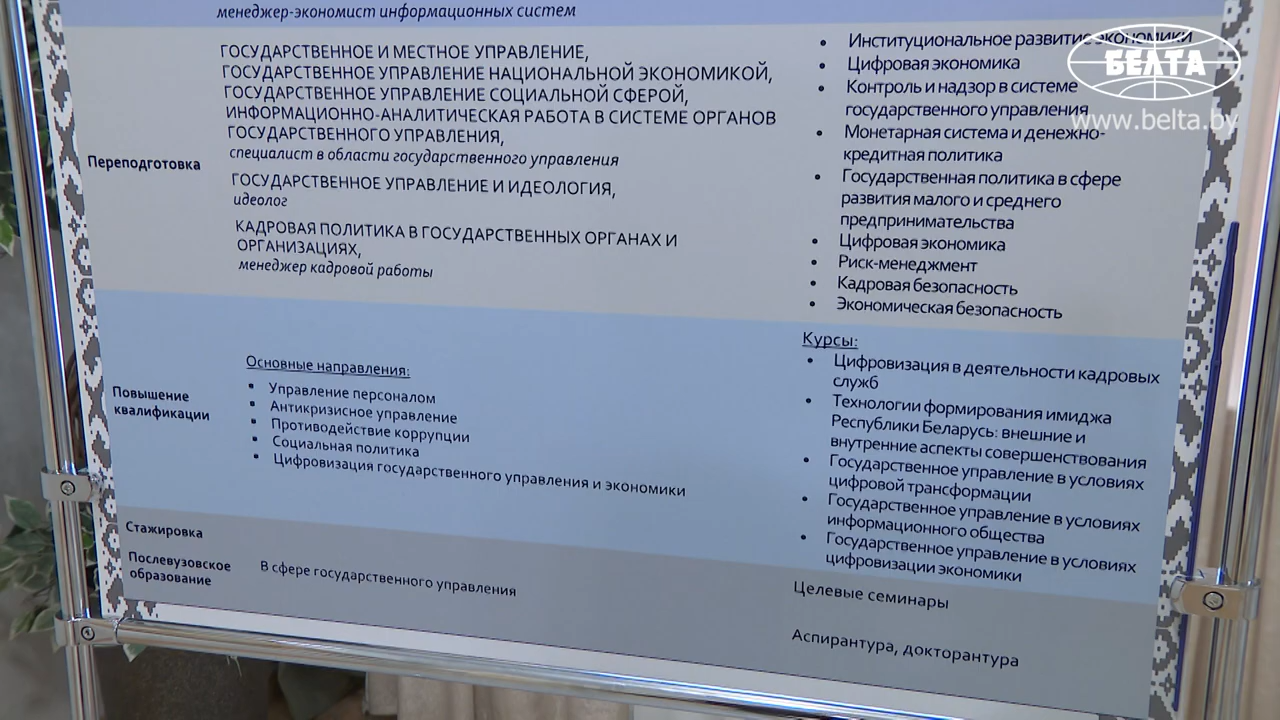 менеджер-экономист информационных систем
Переподготовка
ГОСУДАРСТВЕННОЕ И МЕСТНОЕ УПРАВЛЕНИЕ,
ГОСУДАРСТВЕННОЕ УПРАВЛЕНИЕ НАЦИОНАЛЬНОЙ ЭКОНОМИКОЙ,
ГОСУДАРСТВЕННОЕ УПРАВЛЕНИЕ СОЦИАЛЬНОЙ СФЕРОЙ,
ИНФОРМАЦИОННО-АНАЛИТИЧЕСКАЯ РАБОТА В СИСТЕМЕ ОРГАНОВ
ГОСУДАРСТВЕННОГО УПРАВЛЕНИЯ,
специалист в области государственного управления
ГОСУДАРСТВЕННОЕ УПРАВЛЕНИЕ И ИДЕОЛОГИЯ,
идеолог
КАДРОВАЯ ПОЛИТИКА В ГОСУДАРСТВЕННЫХ ОРГАНАХ И
ОРГАНИЗАЦИЯХ,
менеджер кадровой работы
• Институциональное развитие экономики
• Цифровая экономика
• Контроль и надзор в системе
государственного управления
• Монетарная система и денежно-
кредитная политика
• Государственная политика в сфере
развития малого и среднего
предпринимательства
• Цифровая экономика
• Риск-менеджмент
• Кадровая безопасность
• Экономическая безопасность
Повышение
квалификации
Основные направления:
▪ Управление персоналом
▪ Антикризисное управление
▪ Противодействие коррупции
▪ Социальная политика
▪ Цифровизация государственного управления и экономики
Курсы:
• Цифровизация в деятельности кадровых
служб
• Технологии формирования имиджа
Республики Беларусь: внешние и
внутренние аспекты совершенствования
• Государственное управление в условиях
цифровой трансформации
• Государственное управление в условиях
информационного общества
• Государственное управление в условиях
цифровизации экономики
Стажировка
Послевузовское
образование
В сфере государственного управления
Целевые семинары
Аспирантура, докторантура
БЕЛТА
www.belta.by